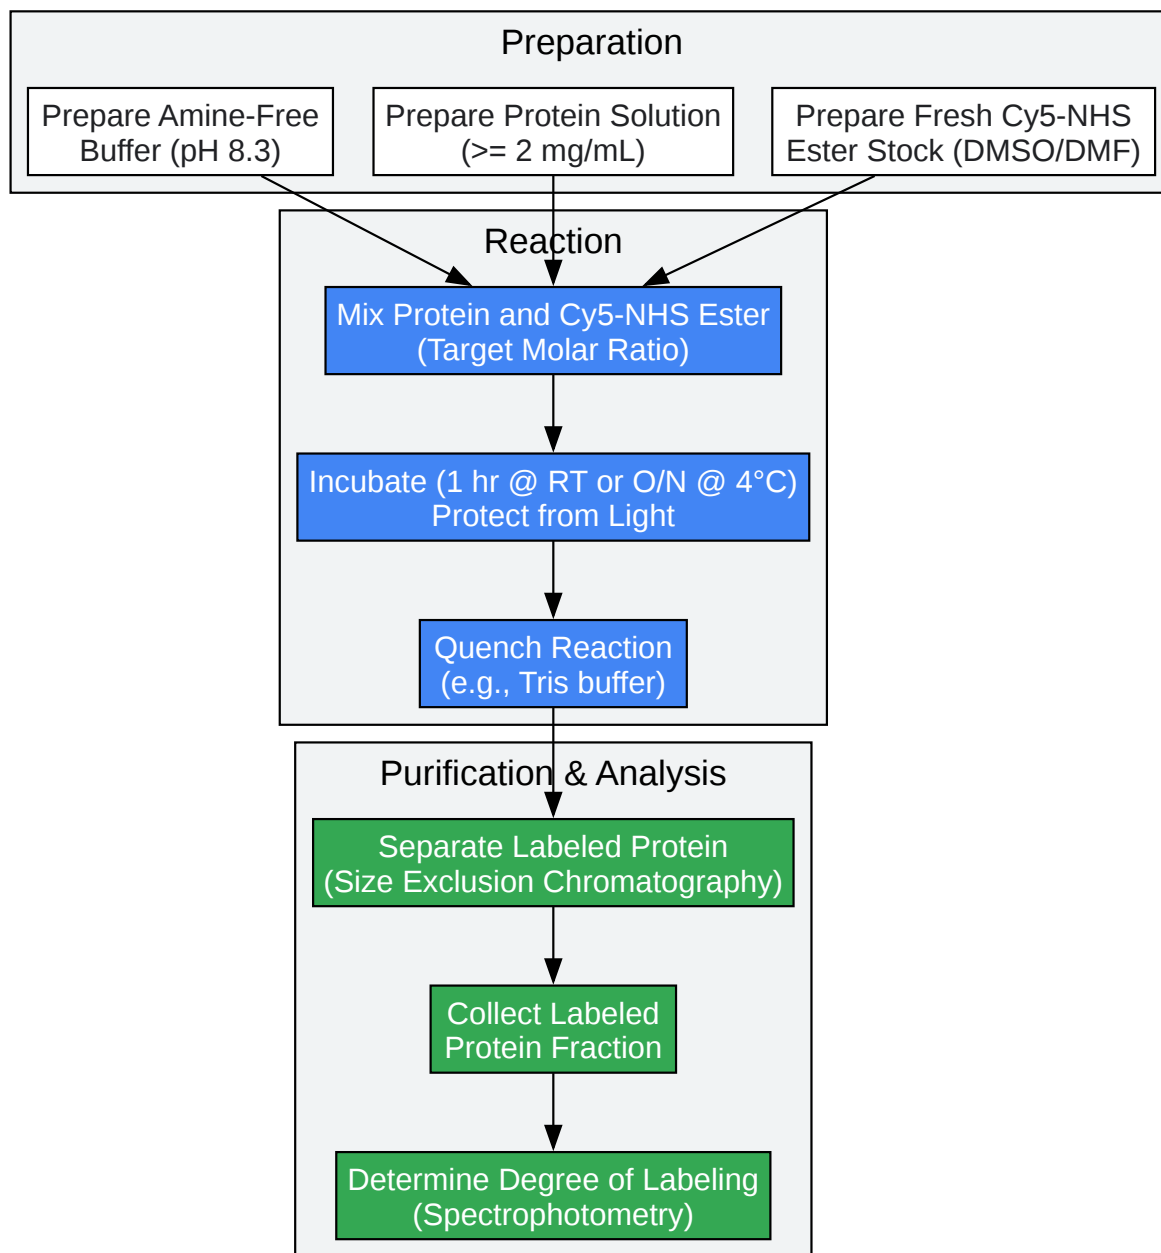 Preparation
Prepare Amine-Free
Buffer (pH 8.3)
Prepare Protein Solution
(>= 2 mg/mL)
Prepare Fresh Cy5-NHS
Ester Stock (DMSO/DMF)
Reaction
Mix Protein and Cy5-NHS Ester
(Target Molar Ratio)
Incubate (1 hr @ RT or O/N @ 4°C)
Protect from Light
Quench Reaction
(e.g., Tris buffer)
Purification & Analysis
Separate Labeled Protein
(Size Exclusion Chromatography)
Collect Labeled
Protein Fraction
Determine Degree of Labeling
(Spectrophotometry)